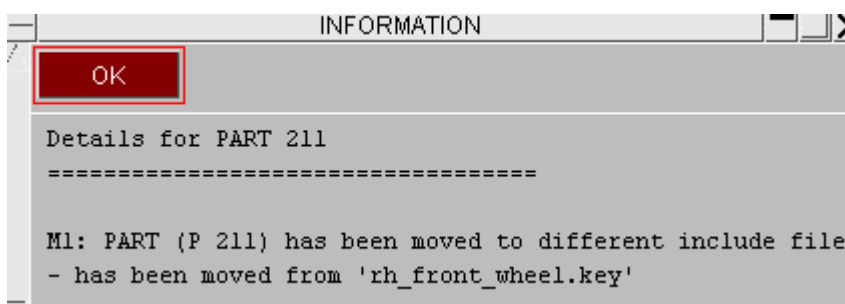 INFORMATION
OK
Details for PART 211
===================================
M1: PART (P 211) has been moved to different include file
- has been moved from 'rh_front_wheel.key'